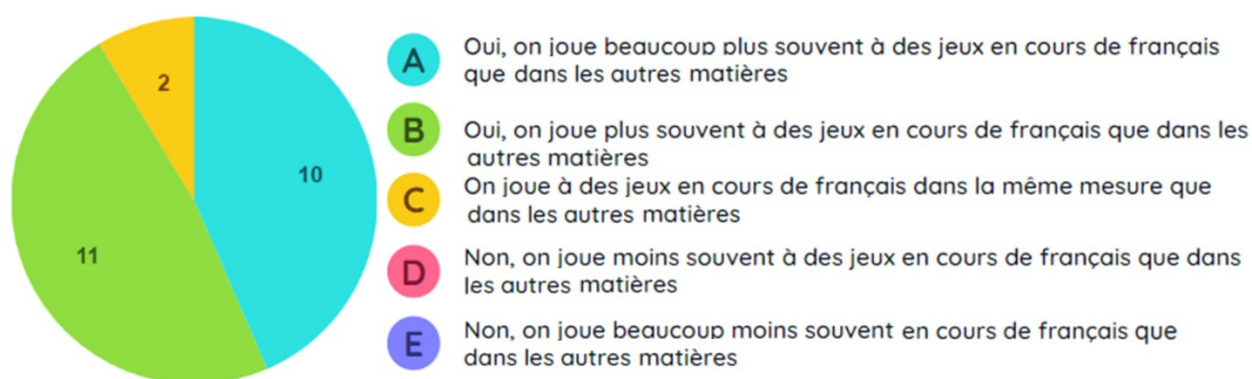 2
10
11
A
Oui, on joue beaucoup plus souvent à des jeux en cours de français
que dans les autres matières
B
Oui, on joue plus souvent à des jeux en cours de français que dans les
autres matières
C
On joue à des jeux en cours de français dans la même mesure que
dans les autres matières
D
Non, on joue moins souvent à des jeux en cours de français que dans
les autres matières
E
Non, on joue beaucoup moins souvent en cours de français que
dans les autres matières